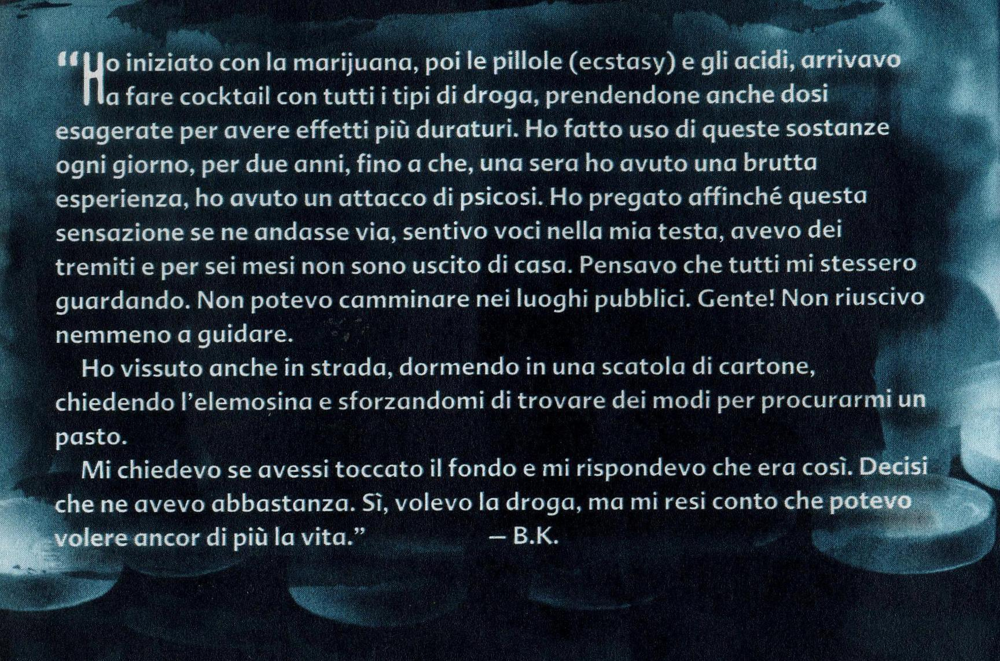 “Ho iniziato con la marijuana, poi le pillole (ecstasy) e gli acidi, arrivavo
a fare cocktail con tutti i tipi di droga, prendendone anche dosi
esagerate per avere effetti più duraturi. Ho fatto uso di queste sostanze
ogni giorno, per due anni, fino a che, una sera ho avuto una brutta
esperienza, ho avuto un attacco di psicosi. Ho pregato affinché questa
sensazione se ne andasse via, sentivo voci nella mia testa, avevo dei
tremiti e per sei mesi non sono uscito di casa. Pensavo che tutti mi stessero
guardando. Non potevo camminare nei luoghi pubblici. Gente! Non riuscivo
nemmeno a guidare.
Ho vissuto anche in strada, dormendo in una scatola di cartone,
chiedendo l’elemosina e sforzandomi di trovare dei modi per procurarmi un
pasto.
Mi chiedevo se avessi toccato il fondo e mi rispondevo che era così. Decisi
che ne avevo abbastanza. Sì, volevo la droga, ma mi resi conto che potevo
volere ancor di più la vita.” – B.K.